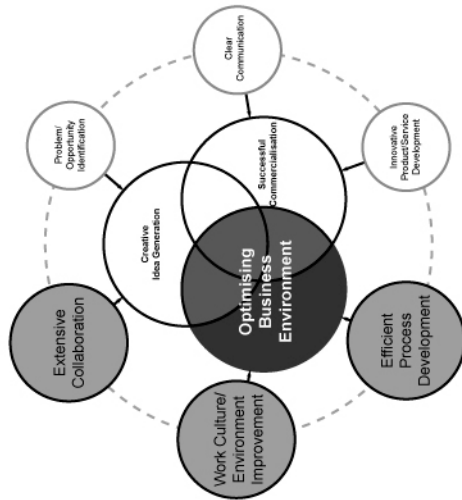 Clear
Communication
Problem/
Opportunity
Identification
Innovative
Product/Service
Development
Successful
Commercialisation
Creative
Idea Generation
Optimising
Business
Environment
Extensive
Collaboration
Efficient
Process
Development
Work Culture/
Environment
Improvement